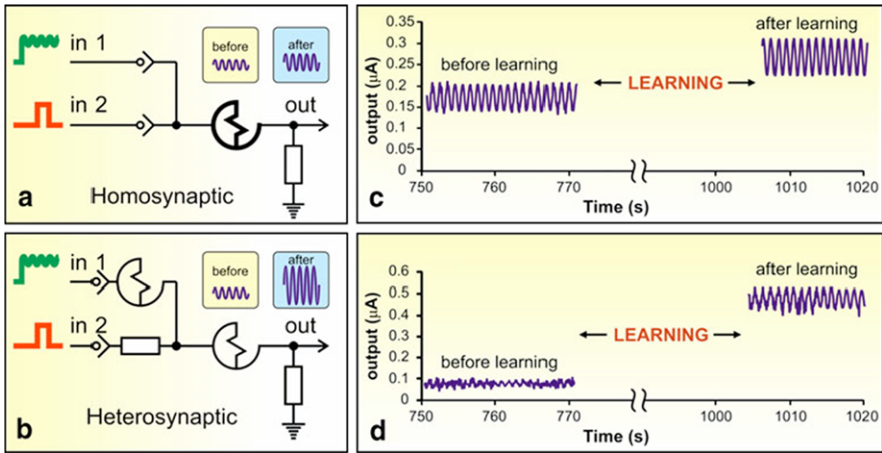 in 1
before
after
in 2
out
a
Homosynaptic
output (µA)
0.35
0.3
0.25
0.2
0.15
0.1
0.05
0
before learning
LEARNING
after learning
750
760
770
1000
1010
1020
c
Time (s)
in 1
before
after
in 2
out
b
Heterosynaptic
output (µA)
0.6
0.5
0.4
0.3
0.2
0.1
0
before learning
LEARNING
after learning
750
760
770
1000
1010
1020
d
Time (s)